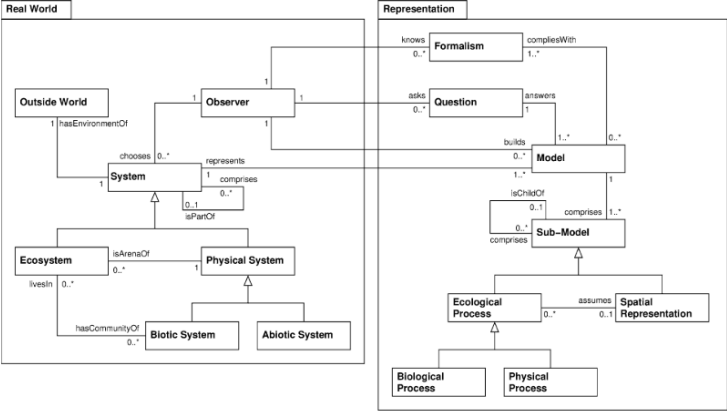 Real World
Representation
knows
0..*
Formalism
compliesWith
1..*
1
Outside World
1
hasEnvironmentOf
1
Observer
1
asks
0..*
Question
answers
1
1
chooses
0..*
builds
0..*
1..*
0..*
represents
1
1..*
Model
1
System
1
comprises
0..*
0..1
isPartOf
isChildOf
0..1
0..*
comprises
comprises
1..*
Sub-Model
Ecosystem
isArenaOf
0..*
1
Physical System
livesIn
0..*
hasCommunityOf
0..*
Biotic System
Abiotic System
Ecological
Process
assumes
0..*
0..1
Spatial
Representation
Biological
Process
Physical
Process